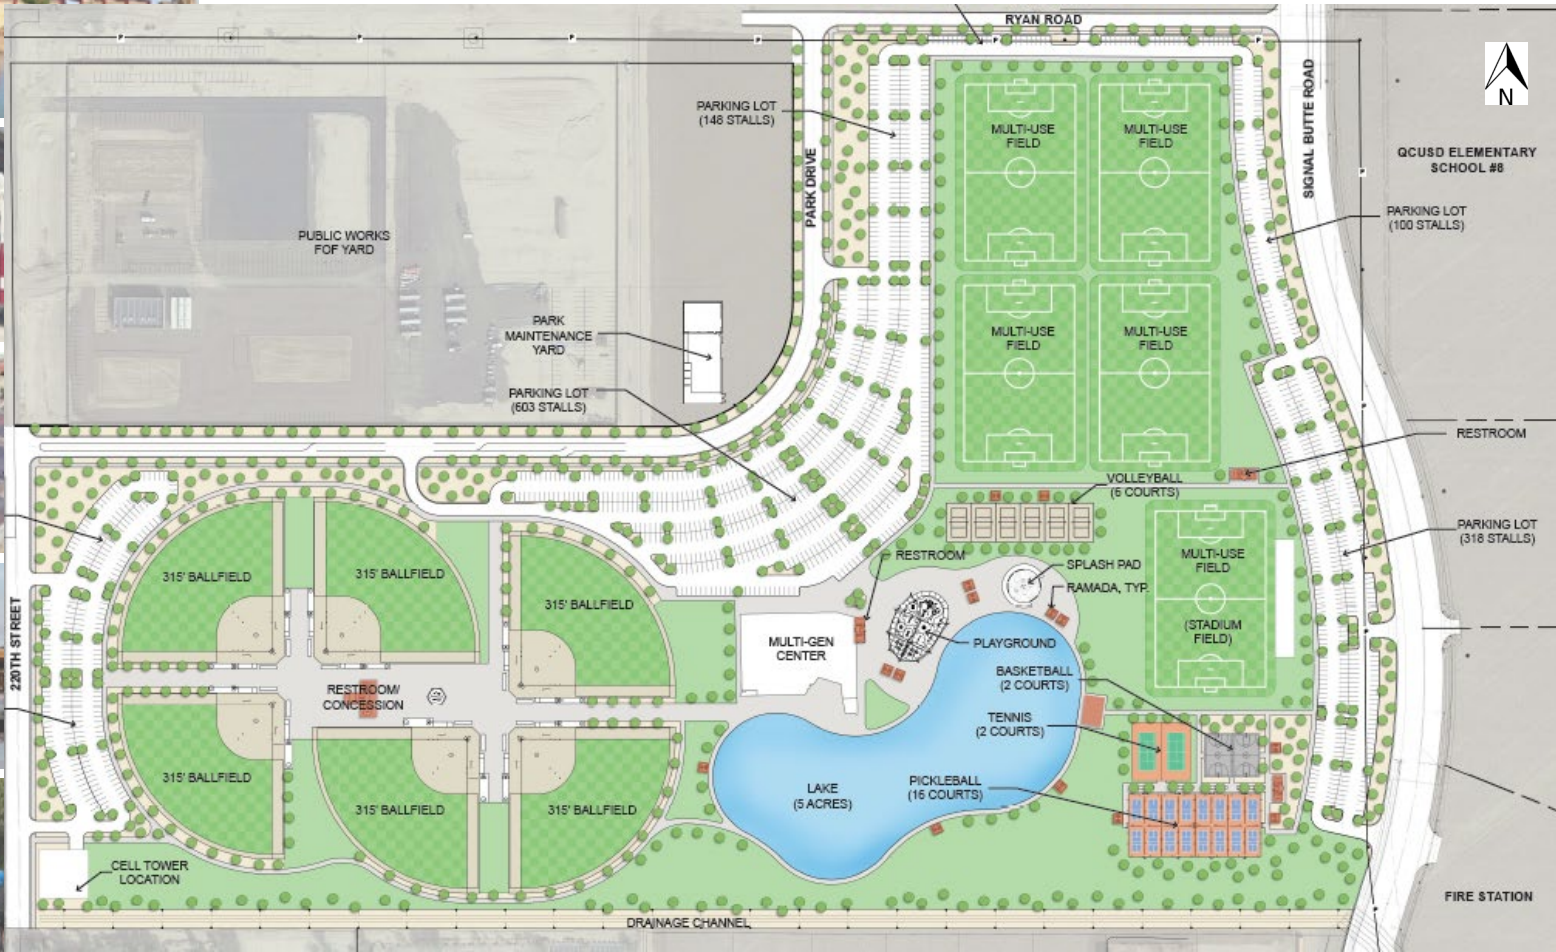 RYAN ROAD
N
PARKING LOT
(148 STALLS)
PARK DRIVE
MULTI-USE
FIELD
MULTI-USE
FIELD
SIGNAL BUTTE ROAD
QCUSD ELEMENTARY
SCHOOL #8
PARKING LOT
(100 STALLS)
PUBLIC WORKS
FOF YARD
PARK
MAINTENANCE
YARD
MULTI-USE
FIELD
MULTI-USE
FIELD
PARKING LOT
(603 STALLS)
RESTROOM
VOLLEYBALL
(6 COURTS)
PARKING LOT
(318 STALLS)
RESTROOM
SPLASH PAD
RAMADA, TYP.
MULTI-USE
FIELD
(STADIUM
FIELD)
315' BALLFIELD
315' BALLFIELD
315' BALLFIELD
220TH STREET
MULTI-GEN
CENTER
PLAYGROUND
BASKETBALL
(2 COURTS)
RESTROOM/
CONCESSION
TENNIS
(2 COURTS)
315' BALLFIELD
315' BALLFIELD
315' BALLFIELD
LAKE
(5 ACRES)
PICKLEBALL
(16 COURTS)
CELL TOWER
LOCATION
FIRE STATION
DRAINAGE CHANNEL